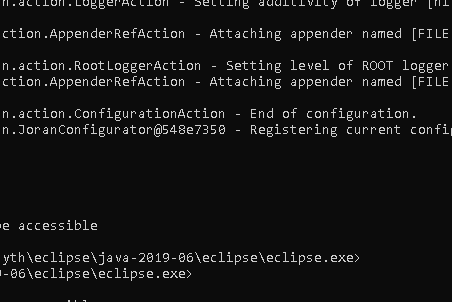 n.action.LoggerAction - Setting additivity of logger
ction.AppenderRefAction - Attaching appender named [FILE
n.action.RootLoggerAction - Setting level of ROOT logger
ction.AppenderRefAction - Attaching appender named [FILE
n.action.ConfigurationAction - End of configuration.
n.JoranConfigurator@548e7350 - Registering current confi
be accessible
yth\eclipse\java-2019-06\eclipse\eclipse.exe>
9-06\eclipse\eclipse.exe>